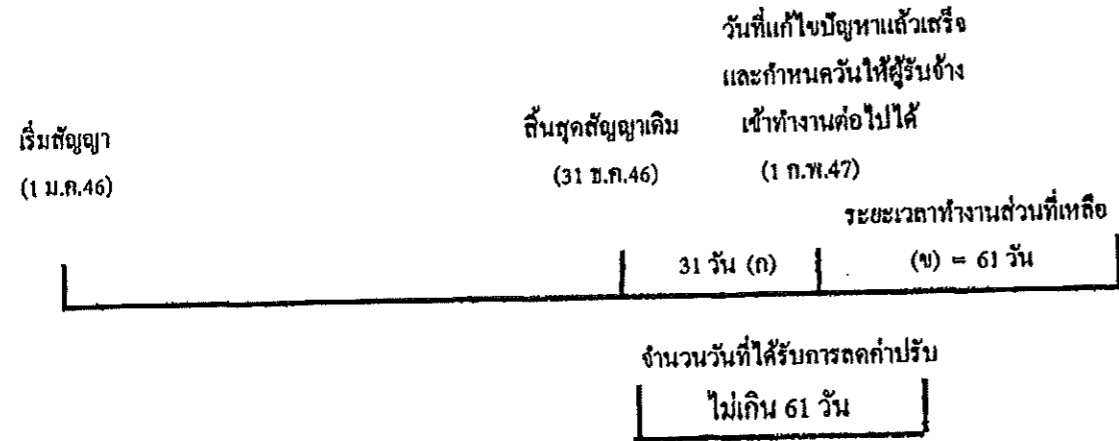 วันที่แก้ไขปัญหาแล้วเสร็จ
และกำหนดวันให้ผู้รับจ้าง
เริ่มสัญญา
สิ้นสุดสัญญาเดิม
เข้าทำงานต่อไปได้
(1 ม.ค.46)
(31 ธ.ค.46)
(1 ก.พ.47)
ระยะเวลาทำงานส่วนที่เหลือ
31 วัน (ก)
(ข) = 61 วัน
จำนวนวันที่ได้รับการลดค่าปรับ
ไม่เกิน 61 วัน